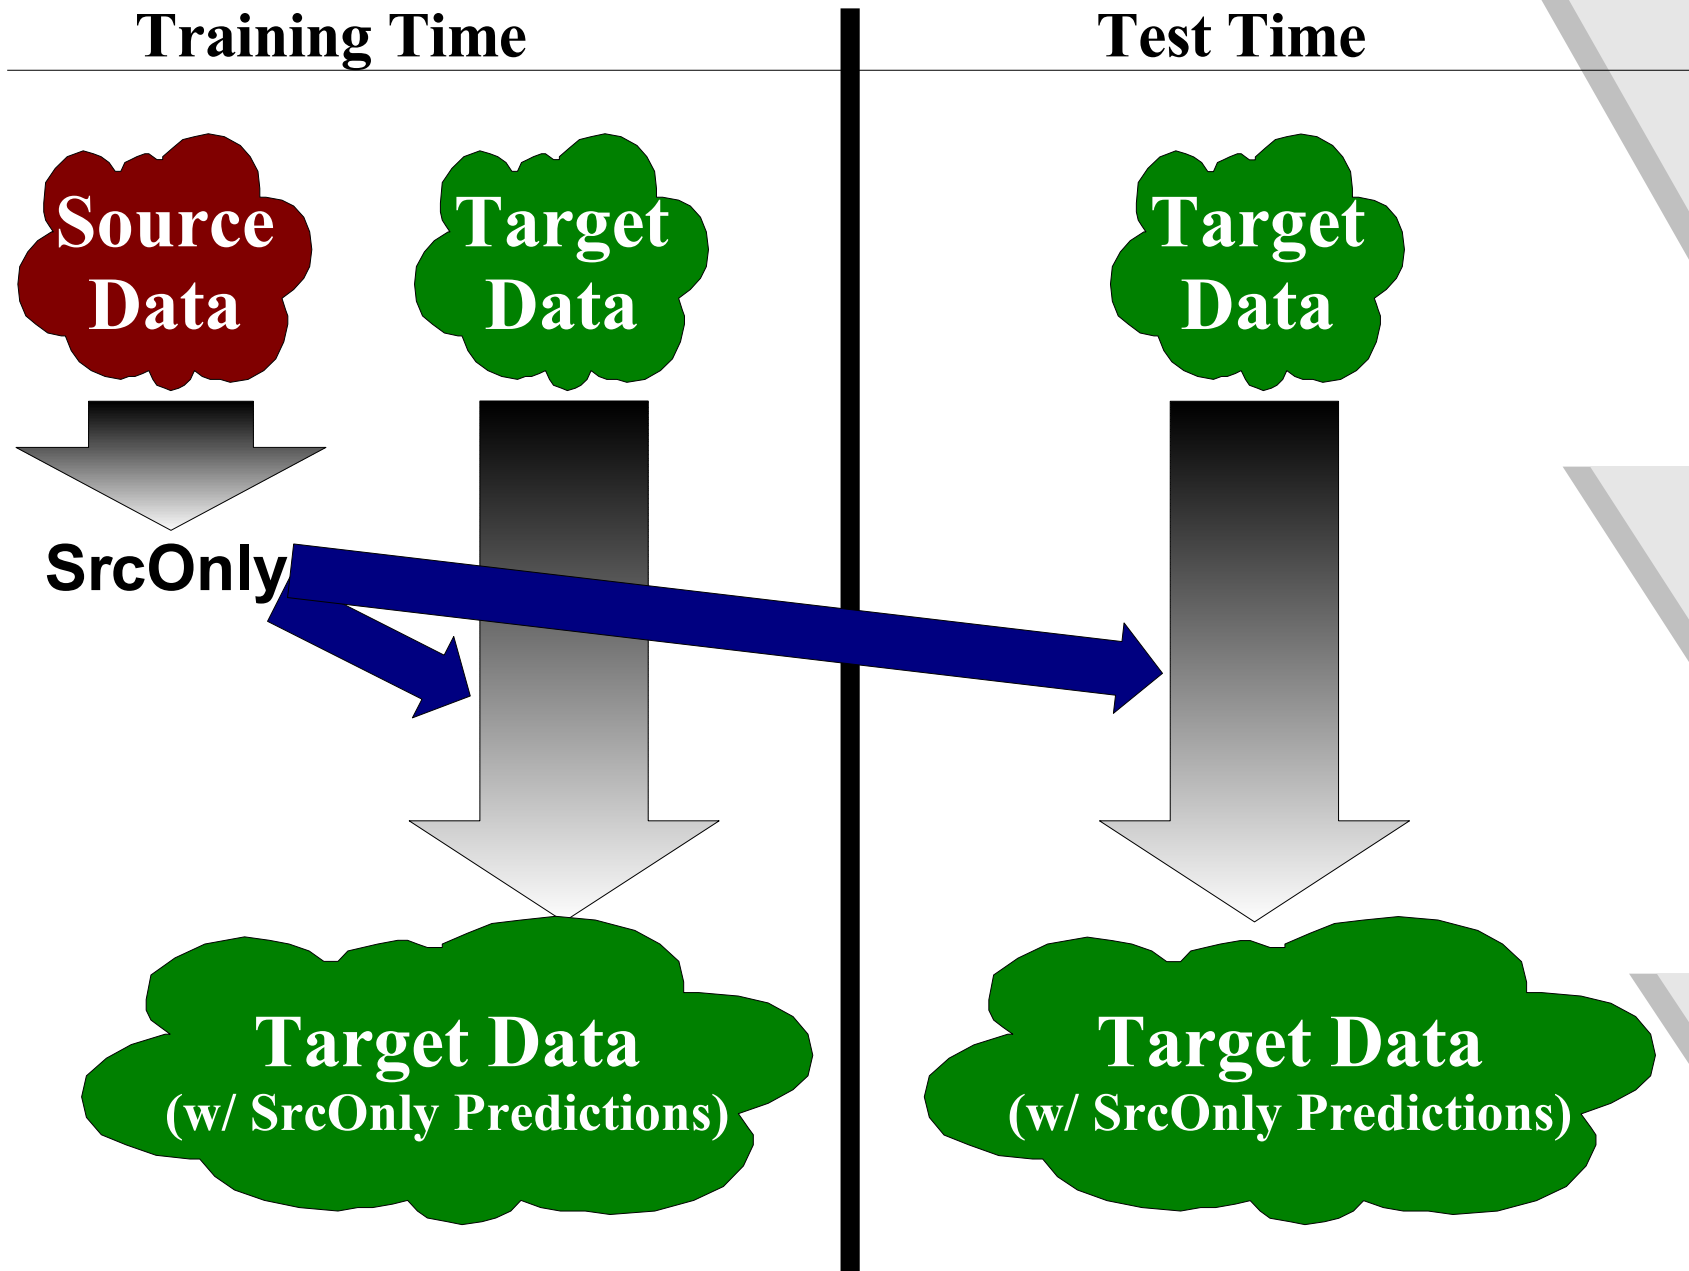 Training Time
Test Time
Source
Data
Target
Data
Target
Data
SrcOnly
Target Data
(w/ SrcOnly Predictions)
Target Data
(w/ SrcOnly Predictions)